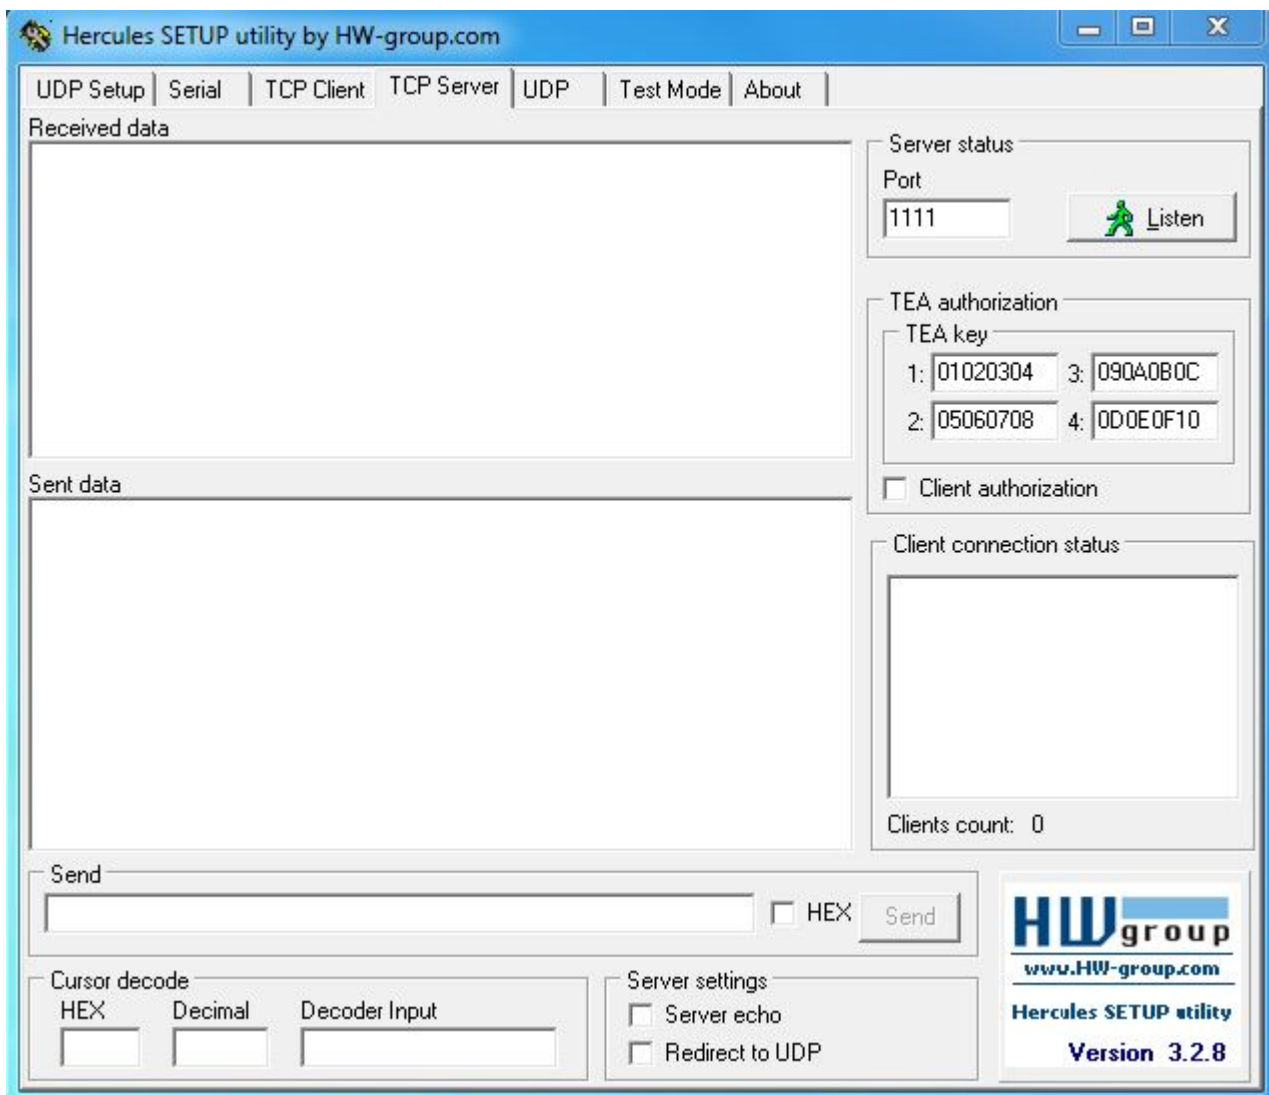 Hercules SETUP utility by HW-group.com
UDP Setup Serial TCP Client TCP Server UDP Test Mode About
Received data
Server status
Port
1111 Listen
TEA authorization
TEA key
1: 01020304 3: 090A0B0C
2: 05060708 4: 0D0E0F10
Client authorization
Sent data
Client connection status
Clients count: 0
Send
HEX Send
Cursor decode
HEX Decimal Decoder Input
Server settings
Server echo
Redirect to UDP
HW group
www.HW-group.com
Hercules SETUP utility
Version 3.2.8